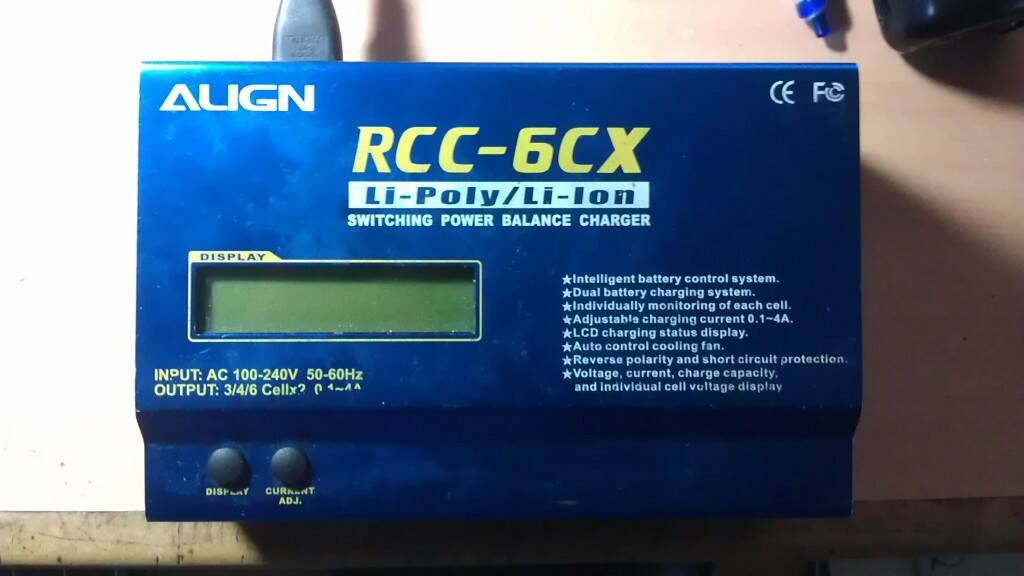 ALIGN
CE FC
RCC-6CX
Li-Poly/Li-Ion
SWITCHING POWER BALANCE CHARGER
DISPLAY
★Intelligent battery control system.
★Dual battery charging system.
★Individually monitoring of each cell.
★Adjustable charging current 0.1~4A.
★LCD charging status display.
★Auto control cooling fan.
★Reverse polarity and short circuit protection.
★Voltage, current, charge capacity,
and individual cell voltage display
INPUT: AC 100-240V 50-60Hz
OUTPUT: 3/4/6 Cellx2 0.1~4A
DISPLAY
CURRENT
ADJ.